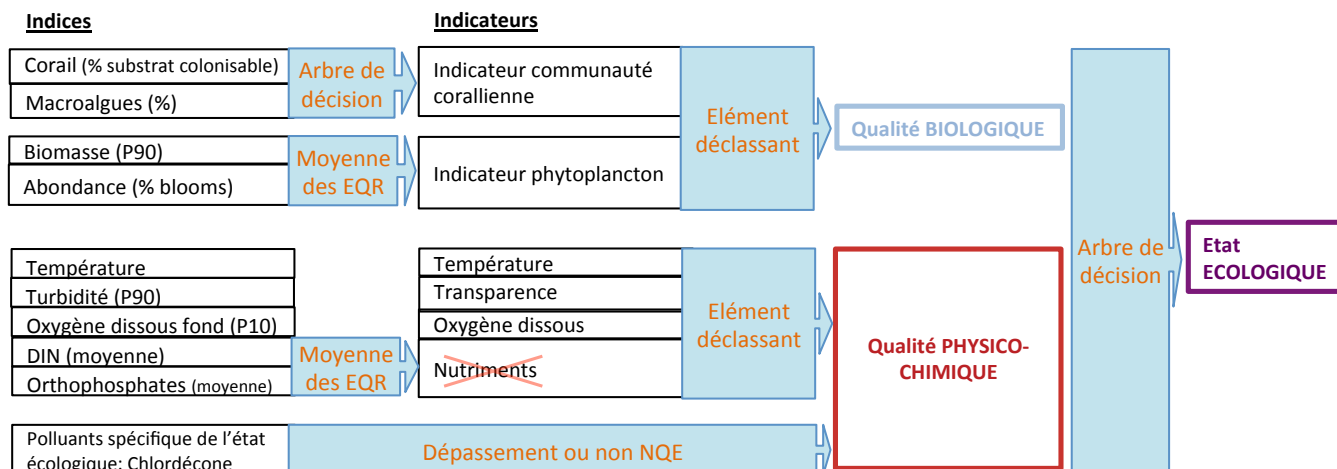 Indices
Indicateurs
Corail (% substrat colonisable)
Macroalgues (%)
Arbre de
décision
Indicateur communauté
corallienne
Biomasse (P90)
Abondance (% blooms)
Moyenne
des EQR
Indicateur phytoplancton
Elément
déclassant
Qualité BIOLOGIQUE
Température
Turbidité (P90)
Oxygène dissous fond (P10)
DIN (moyenne)
Orthophosphates (moyenne)
Moyenne
des EQR
Température
Transparence
Oxygène dissous
Nutriments
Elément
déclassant
Qualité PHYSICO-
CHIMIQUE
Arbre de
décision
Etat
ECOLOGIQUE
Polluants spécifique de l'état
écologique: Chlordécone
Dépassement ou non NQE